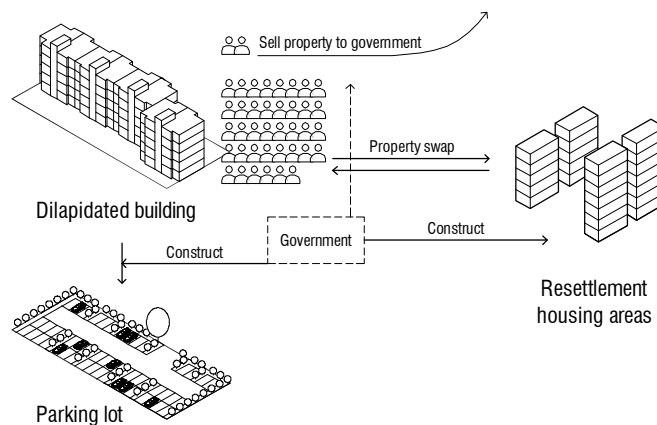 Sell property to government
Property swap
Dilapidated building
Government
Construct
Construct
Resettlement
housing areas
Parking lot